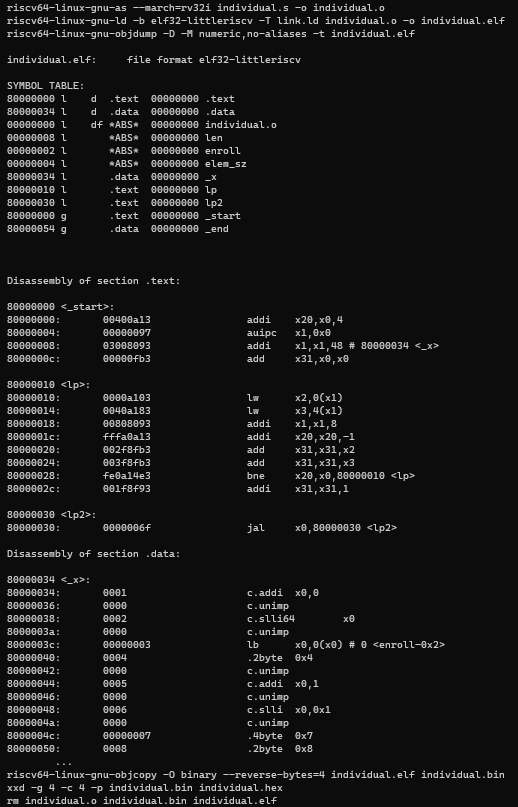 riscv64-linux-gnu-as --march=rv32i individual.s -o individual.o
riscv64-linux-gnu-ld -b elf32-littleriscv -T link.ld individual.o -o individual.elf
riscv64-linux-gnu-objdump -D -M numeric,no-aliases -t individual.elf
individual.elf:     file format elf32-littleriscv
SYMBOL TABLE:
80000000 l    d  .text  00000000 .text
80000034 l    d  .data  00000000 .data
00000000 l    df *ABS*  00000000 individual.o
00000008 l       *ABS*  00000000 len
00000002 l       *ABS*  00000000 enroll
00000004 l       *ABS*  00000000 elem_sz
80000034 l       .data  00000000 _x
80000010 l       .text  00000000 lp
80000030 l       .text  00000000 lp2
80000000 g       .text  00000000 _start
80000054 g       .data  00000000 _end
Disassembly of section .text:
80000000 <_start>:
80000000:       00400a13                addi    x20,x0,4
80000004:       00000097                auipc   x1,0x0
80000008:       03008093                addi    x1,x1,48 # 80000034 <_x>
8000000c:       00000fb3                add     x31,x0,x0
80000010 <lp>:
80000010:       0000a103                lw      x2,0(x1)
80000014:       0040a183                lw      x3,4(x1)
80000018:       00808093                addi    x1,x1,8
8000001c:       fffa0a13                addi    x20,x20,-1
80000020:       002f8fb3                add     x31,x31,x2
80000024:       003f8fb3                add     x31,x31,x3
80000028:       fe0a14e3                bne     x20,x0,80000010 <lp>
8000002c:       001f8f93                addi    x31,x31,1
80000030 <lp2>:
80000030:       0000006f                jal     x0,80000030 <lp2>
Disassembly of section .data:
80000034 <_x>:
80000034:       0001                    c.addi  x0,0
80000036:       0000                    c.unimp
80000038:       0002                    c.slli64        x0
8000003a:       0000                    c.unimp
8000003c:       00000003                lb      x0,0(x0) # 0 <enroll-0x2>
80000040:       0004                    .2byte  0x4
80000042:       0000                    c.unimp
80000044:       0005                    c.addi  x0,1
80000046:       0000                    c.unimp
80000048:       0006                    c.slli  x0,0x1
8000004a:       0000                    c.unimp
8000004c:       00000007                .4byte  0x7
80000050:       0008                    .2byte  0x8
...
riscv64-linux-gnu-objcopy -O binary --reverse-bytes=4 individual.elf individual.bin
xxd -g 4 -c 4 -p individual.bin individual.hex
rm individual.o individual.bin individual.elf